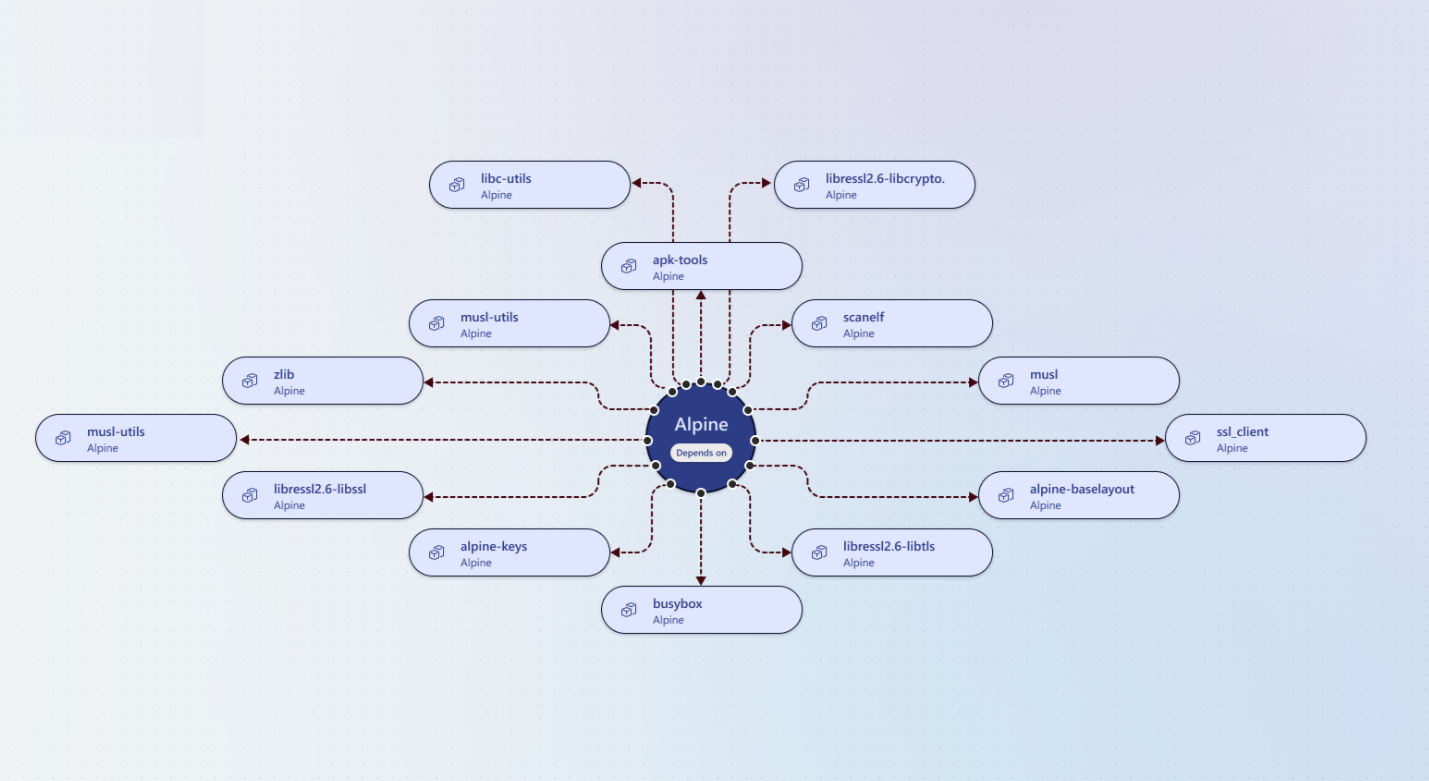 libc-utils
Alpine
libressl2.6-libcrypto.
Alpine
apk-tools
Alpine
musl-utils
Alpine
scanelf
Alpine
zlib
Alpine
musl
Alpine
musl-utils
Alpine
Alpine
Depends on
ssl_client
Alpine
libressl2.6-libssl
Alpine
alpine-baselayout
Alpine
alpine-keys
Alpine
libressl2.6-libtls
Alpine
busybox
Alpine